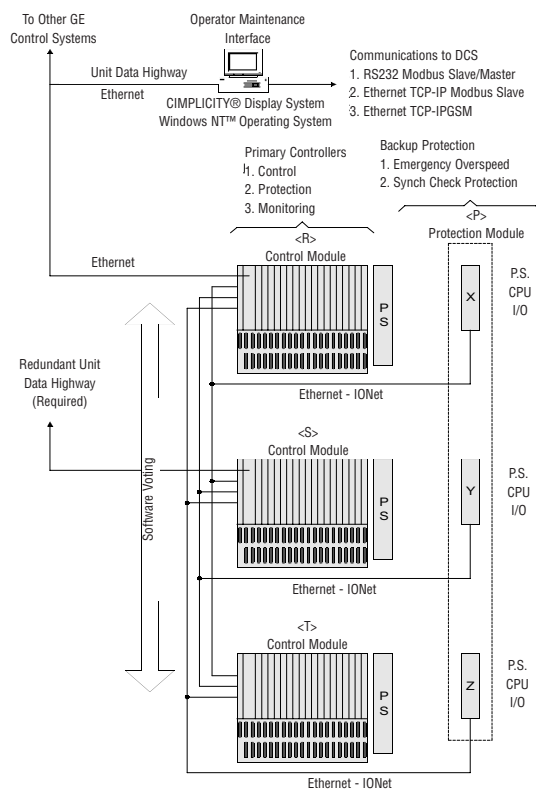 To Other GE
Control Systems
Operator Maintenance
Interface
Unit Data Highway
Ethernet
CIMPLICITY® Display System
Windows NT™ Operating System
Communications to DCS
1. RS232 Modbus Slave/Master
2. Ethernet TCP-IP Modbus Slave
3. Ethernet TCP-IPGSM
Primary Controllers
1. Control
2. Protection
3. Monitoring
Backup Protection
1. Emergency Overspeed
2. Synch Check Protection
<R>
Control Module
<P>
Protection Module
Ethernet
P
S
X
P.S.
CPU
I/O
Ethernet - IONet
Redundant Unit
Data Highway
(Required)
Software Voting
<S>
Control Module
P
S
Y
P.S.
CPU
I/O
Ethernet - IONet
<T>
Control Module
P
S
Z
P.S.
CPU
I/O
Ethernet - IONet